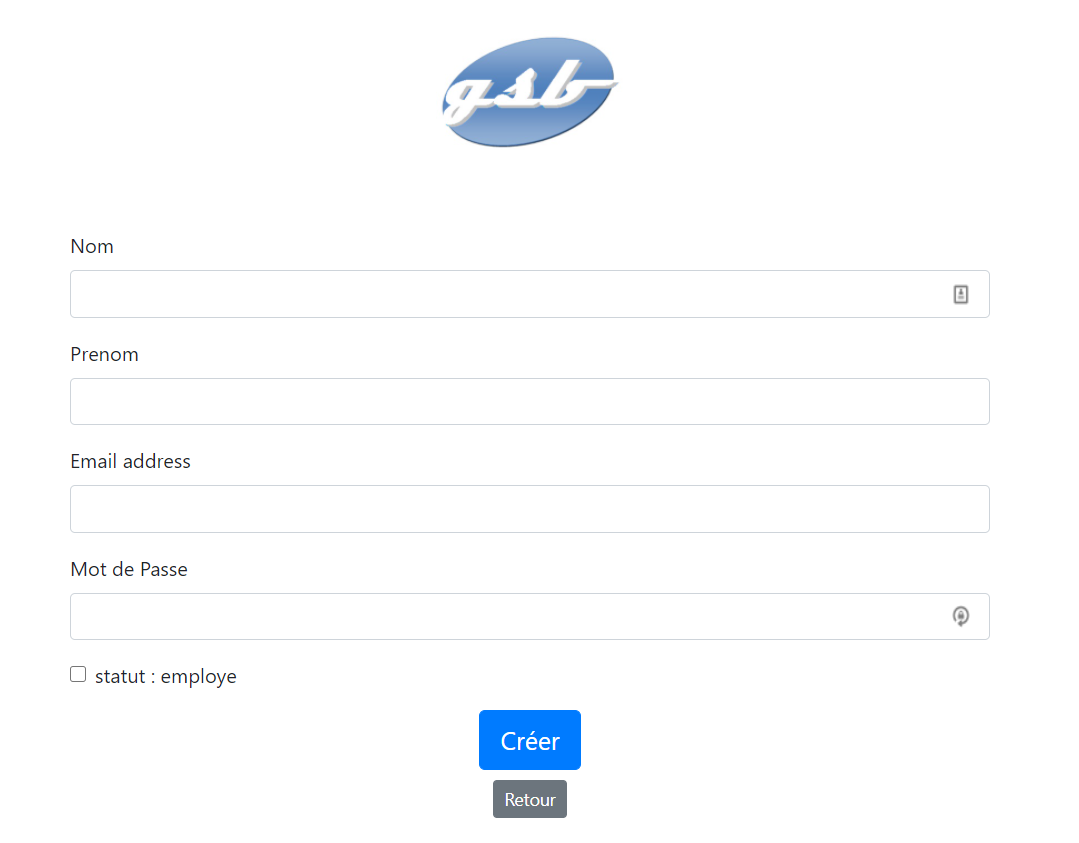 gsb
Nom
Prenom
Email address
Mot de Passe
statut : employe
Créer
Retour